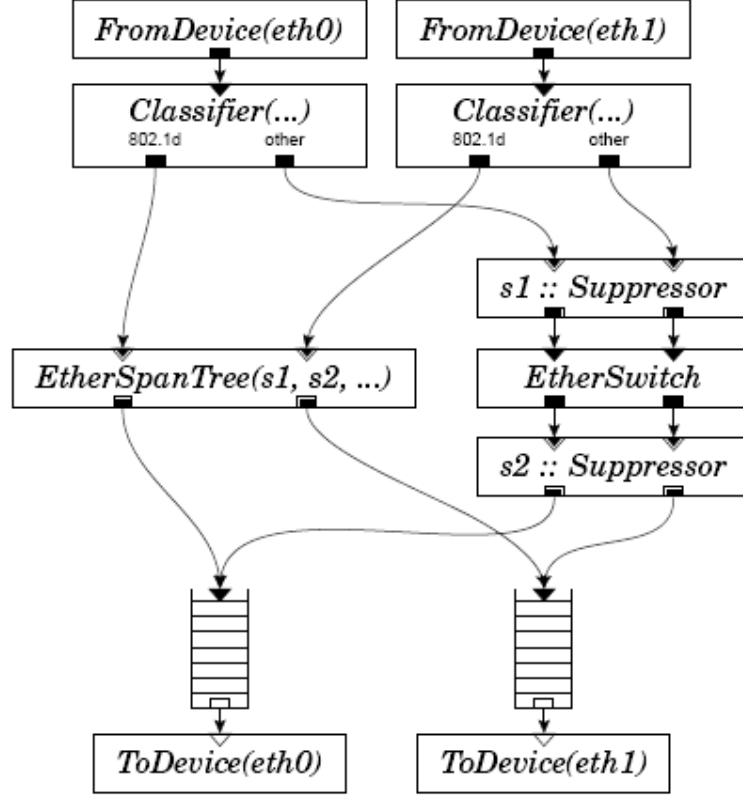 FromDevice(eth0)
FromDevice(eth1)
Classifier(...)
802.1d other
Classifier(...)
802.1d other
s1 :: Suppressor
EtherSpanTree(s1, s2, ...)
EtherSwitch
s2 :: Suppressor
ToDevice(eth0)
ToDevice(eth1)